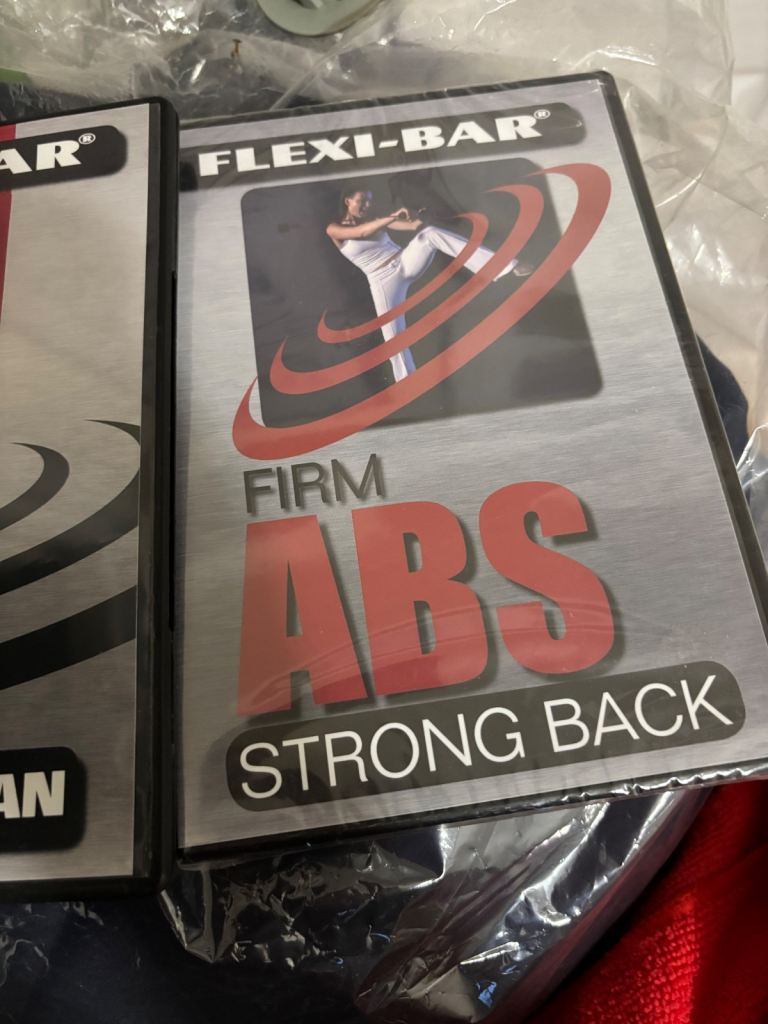 AR®
AN
FLEXI-BAR®
FIRM
ABS
STRONG BACK